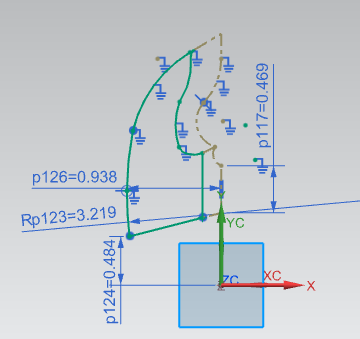 p117=0.469
p126=0.938
Rp123=3.219
p124=0.484
YC
ZC
XC
X